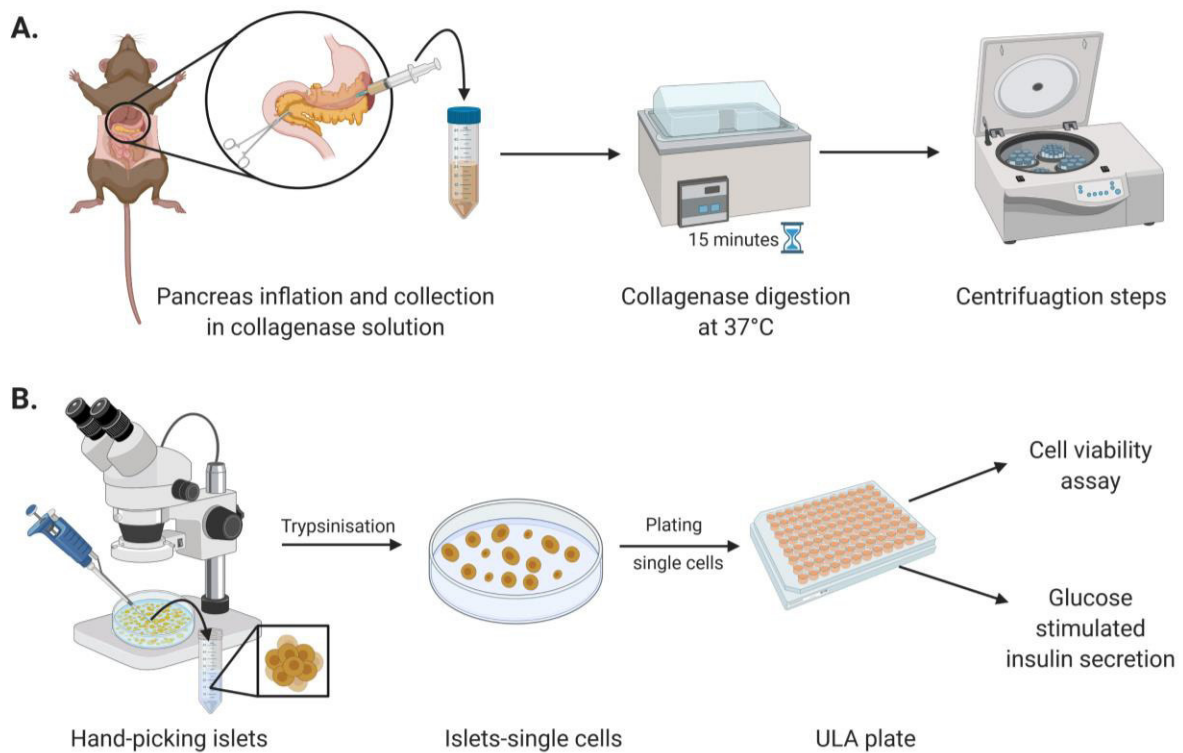 A.
15 minutes
Pancreas inflation and collection
in collagenase solution
Collagenase digestion
at 37°C
Centrifuagtion steps
B.
Trypsinisation
Plating
single cells
Cell viability
assay
Glucose
stimulated
insulin secretion
Hand-picking islets
Islets-single cells
ULA plate